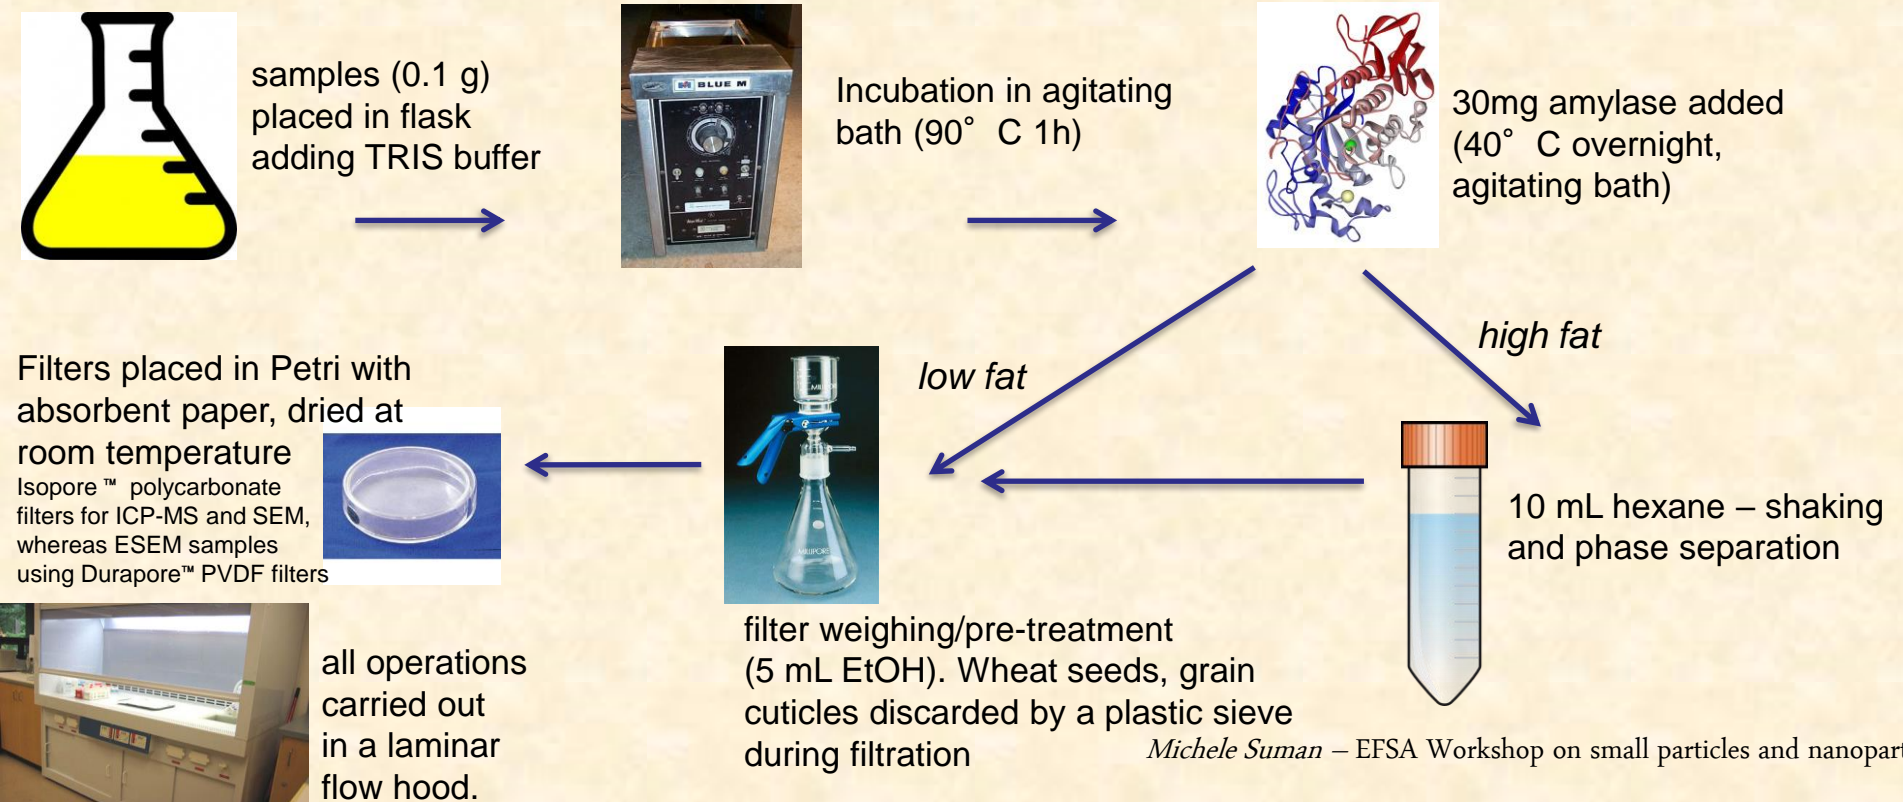 samples (0.1 g)
placed in flask
adding TRIS buffer
BLUE M
Incubation in agitating
bath (90° C 1h)
30mg amylase added
(40° C overnight,
agitating bath)
high fat
low fat
10 mL hexane – shaking
and phase separation
MILLIPORE
filter weighing/pre-treatment
(5 mL EtOH). Wheat seeds, grain
cuticles discarded by a plastic sieve
during filtration
Filters placed in Petri with
absorbent paper, dried at
room temperature
Isopore ™ polycarbonate
filters for ICP-MS and SEM,
whereas ESEM samples
using Durapore™ PVDF filters
all operations
carried out
in a laminar
flow hood.
Michele Suman – EFSA Workshop on small particles and nanopart